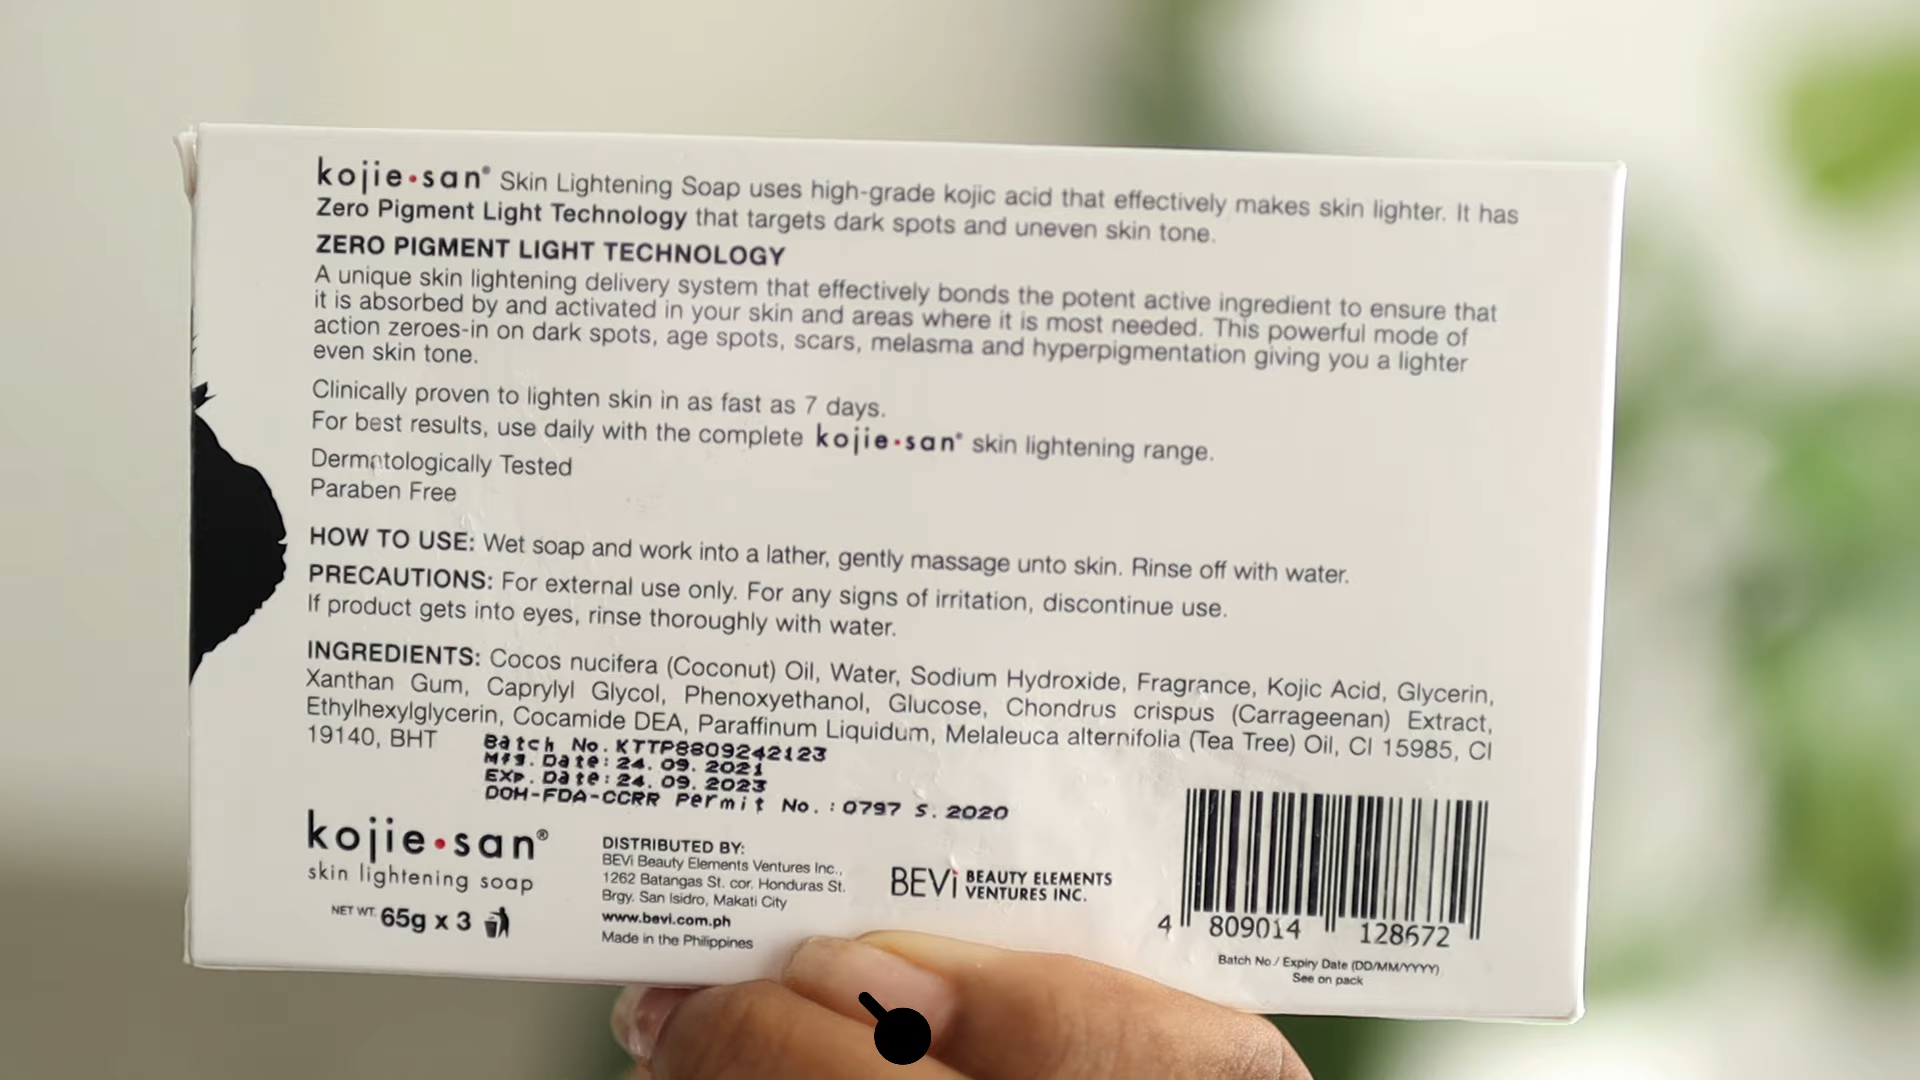 kojie•san® Skin Lightening Soap uses high-grade kojic acid that effectively makes skin lighter. It has
Zero Pigment Light Technology that targets dark spots and uneven skin tone.
ZERO PIGMENT LIGHT TECHNOLOGY
A unique skin lightening delivery system that effectively bonds the potent active ingredient to ensure that
it is absorbed by and activated in your skin and areas where it is most needed. This powerful mode of
action zeroes-in on dark spots, age spots, scars, melasma and hyperpigmentation giving you a lighter
even skin tone.
Clinically proven to lighten skin in as fast as 7 days.
For best results, use daily with the complete kojie•san® skin lightening range.
Dermatologically Tested
Paraben Free
HOW TO USE: Wet soap and work into a lather, gently massage unto skin. Rinse off with water.
PRECAUTIONS: For external use only. For any signs of irritation, discontinue use.
If product gets into eyes, rinse thoroughly with water.
INGREDIENTS: Cocos nucifera (Coconut) Oil, Water, Sodium Hydroxide, Fragrance, Kojic Acid, Glycerin,
Xanthan Gum, Caprylyl Glycol, Phenoxyethanol, Glucose, Chondrus crispus (Carrageenan) Extract,
Ethylhexylglycerin, Cocamide DEA, Paraffinum Liquidum, Melaleuca alternifolia (Tea Tree) Oil, CI 15985, CI
19140, BHT
Batch No. KTTP8809242123
Mfg. Date: 24. 09. 2021
EXP. Date: 24. 09. 2023
DOH-FDA-CCRR Permit No. : 0797 S. 2020
kojie•san®
skin lightening soap
NET WT. 65g x 3
DISTRIBUTED BY:
BEVi Beauty Elements Ventures Inc.,
1262 Batangas St. cor. Honduras St.
Brgy. San Isidro, Makati City
www.bevi.com.ph
Made in the Philippines
BEVi BEAUTY ELEMENTS
VENTURES INC.
4 809014 128672
Batch No./ Expiry Date (DD/MM/YYYY)
See on pack